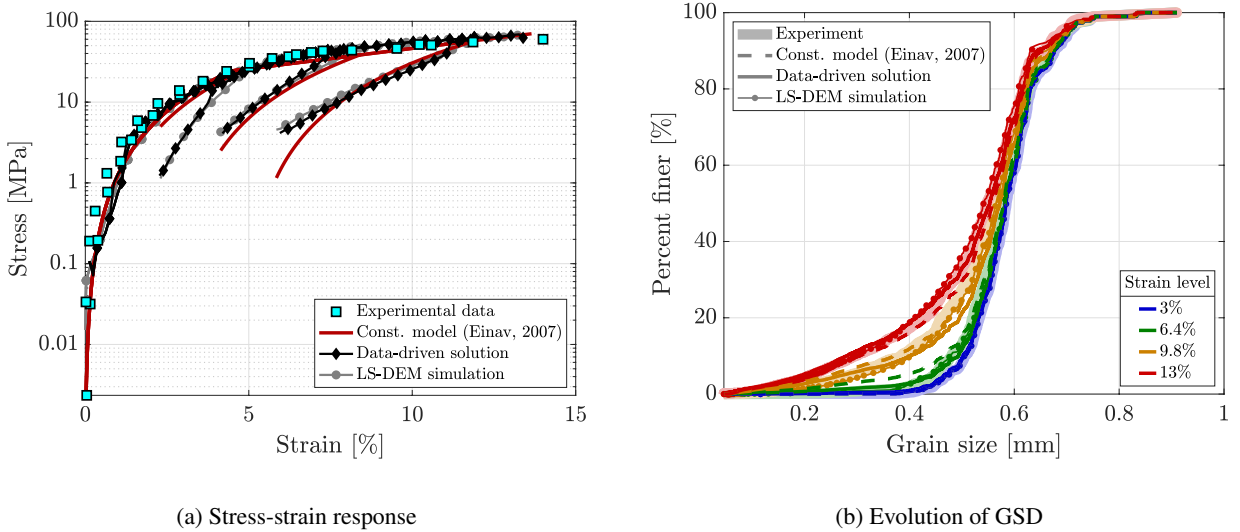 100
10
1
0.1
0.01
0
5
10
15
Stress [MPa]
Strain [%]
Experimental data
Const. model (Einav, 2007)
Data-driven solution
LS-DEM simulation
(a) Stress-strain response
100
80
60
40
20
0
0.2
0.4
0.6
0.8
1
Percent finer [%]
Grain size [mm]
Experiment
Const. model (Einav, 2007)
Data-driven solution
LS-DEM simulation
Strain level
3%
6.4%
9.8%
13%
(b) Evolution of GSD